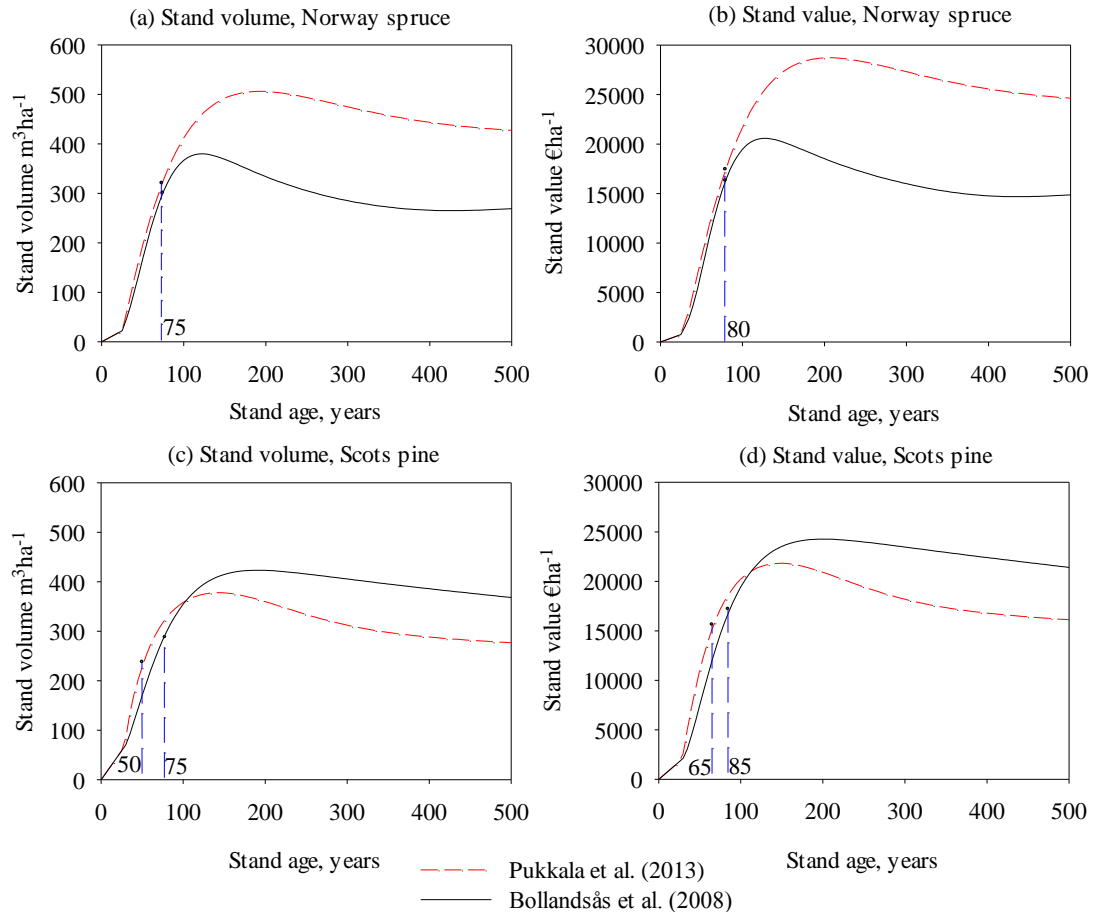 (a) Stand volume, Norway spruce
600
500
400
300
200
100
0
Stand volume m³ha⁻¹
75
0 100 200 300 400 500
Stand age, years
(b) Stand value, Norway spruce
30000
25000
20000
15000
10000
5000
0
Stand value €ha⁻¹
80
0 100 200 300 400 500
Stand age, years
(c) Stand volume, Scots pine
600
500
400
300
200
100
0
Stand volume m³ha⁻¹
50 75
0 100 200 300 400 500
Stand age, years
(d) Stand value, Scots pine
30000
25000
20000
15000
10000
5000
0
Stand value €ha⁻¹
65 85
0 100 200 300 400 500
Stand age, years
Pukkala et al. (2013)
Bollandsås et al. (2008)